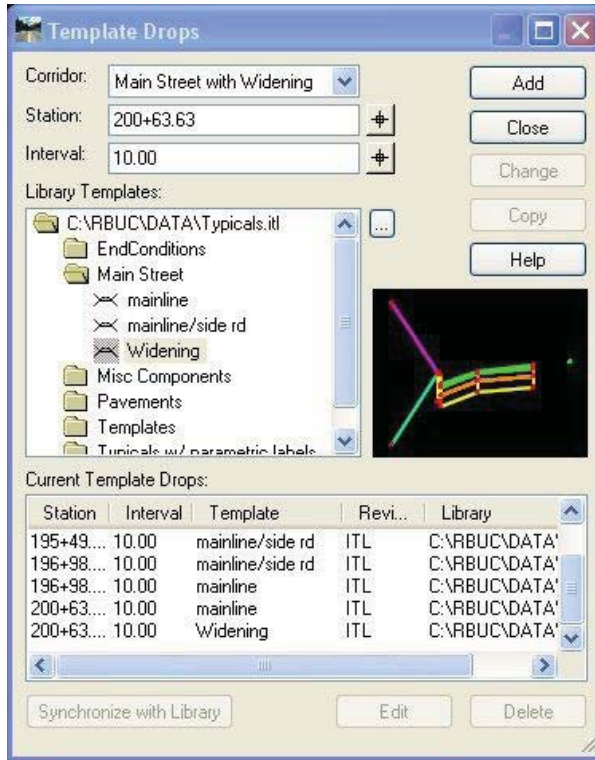 Template Drops
Corridor: Main Street with Widening Add
Station: 200+63.63 Close
Interval: 10.00 Change
Library Templates:
C:\RBUC\DATA\Typicals.itl ... Copy
EndConditions
Main Street Help
mainline
mainline/side rd
Widening
Misc Components
Pavements
Templates
Typicals w/ parametric labels
Current Template Drops:
Station Interval Template Revi... Library
195+49.... 10.00 mainline/side rd ITL C:\RBUC\DATA'
196+98.... 10.00 mainline/side rd ITL C:\RBUC\DATA'
196+98.... 10.00 mainline ITL C:\RBUC\DATA'
200+63.... 10.00 mainline ITL C:\RBUC\DATA'
200+63.... 10.00 Widening ITL C:\RBUC\DATA'
Synchronize with Library Edit Delete